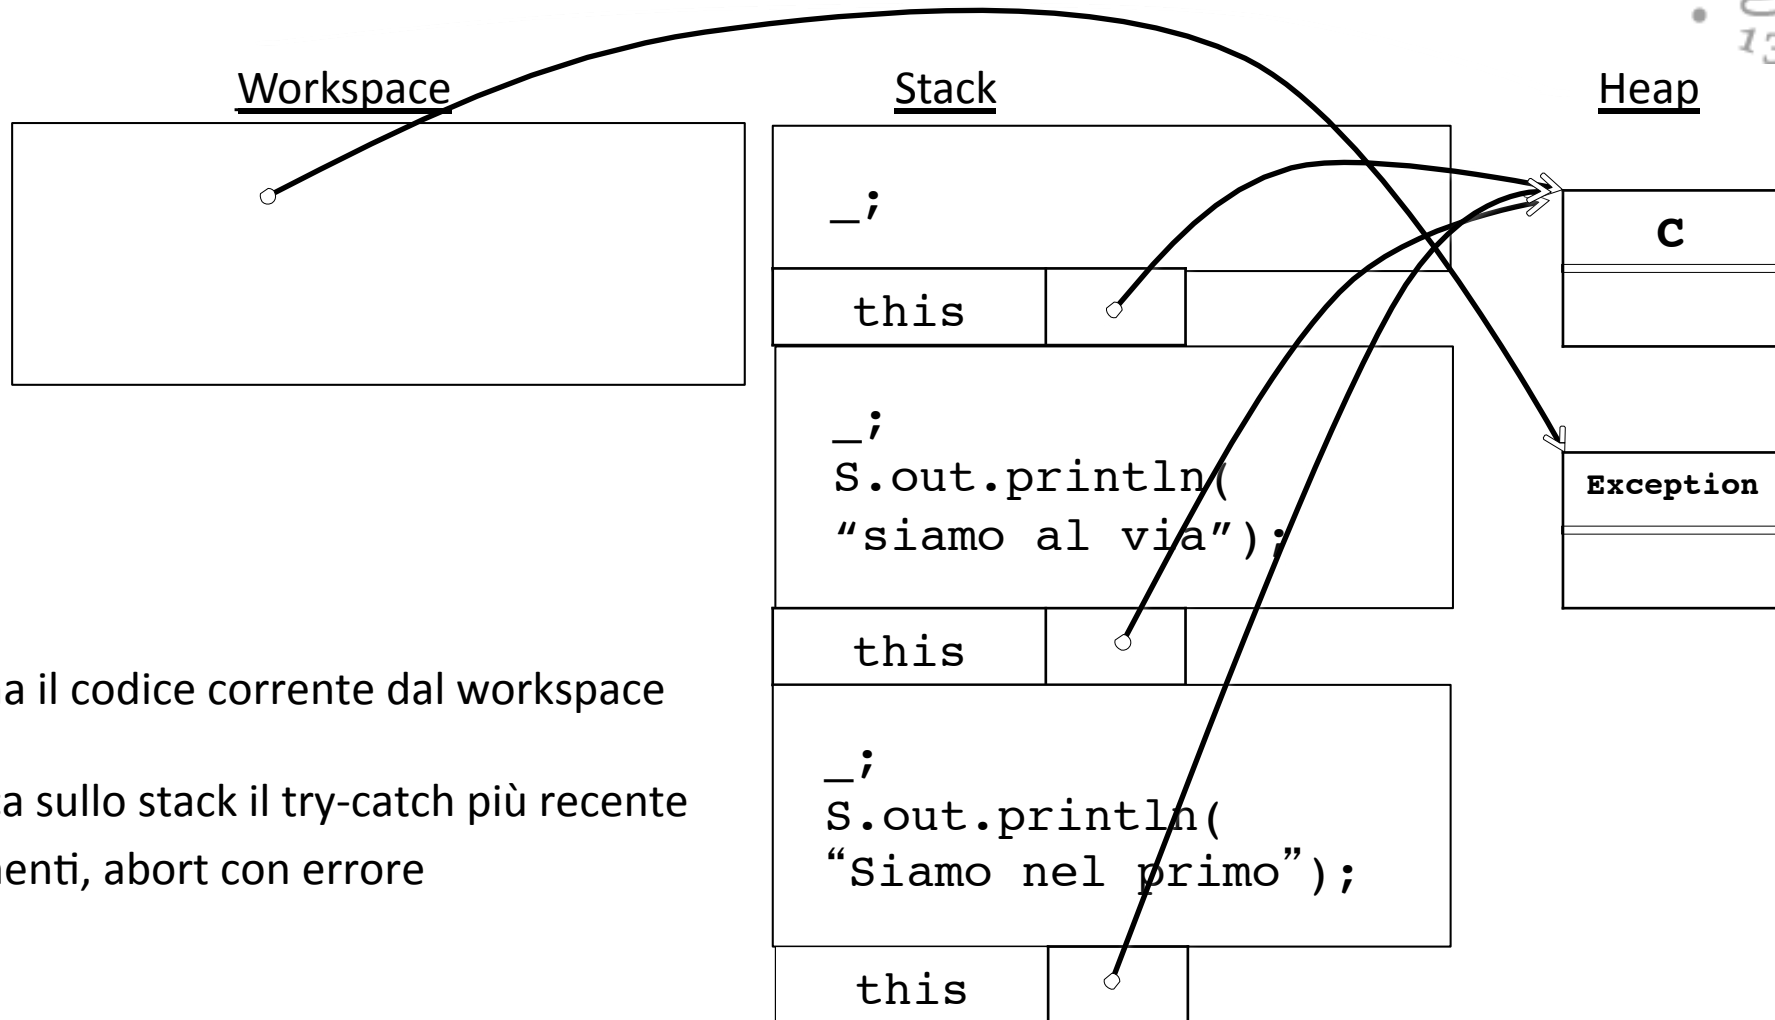 Workspace
Stack
Heap
_;
this
C
_;
S.out.println(
“siamo al via”);
Exception
this
a il codice corrente dal workspace
_;
S.out.println(
“Siamo nel primo”);
a sullo stack il try-catch più recente
enti, abort con errore
this